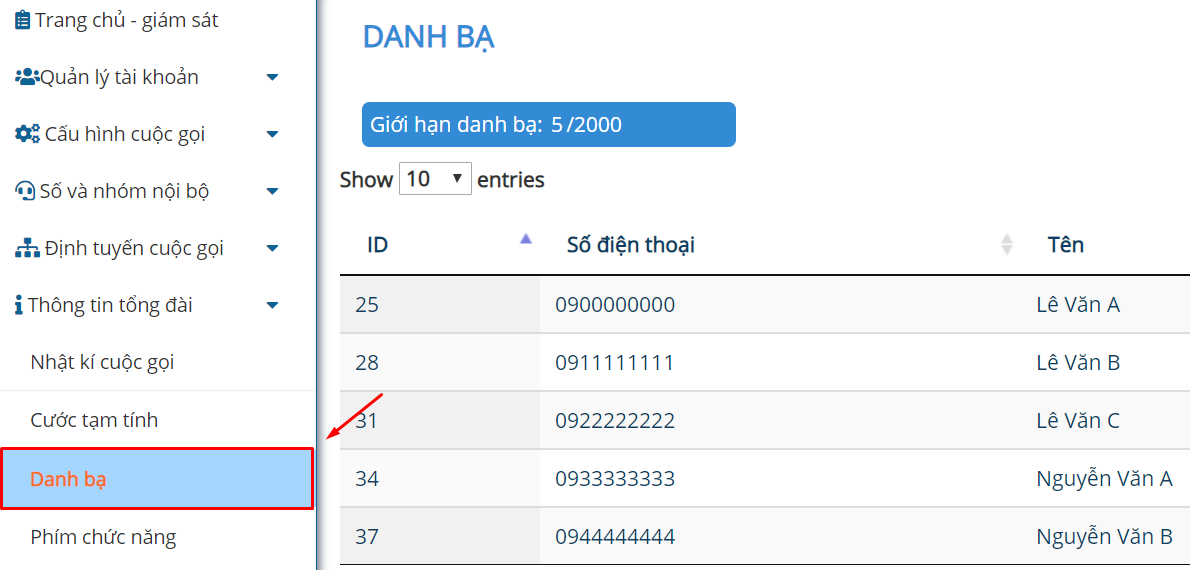 Trang chủ - giám sát
Quản lý tài khoản
Cấu hình cuộc gọi
Số và nhóm nội bộ
Định tuyến cuộc gọi
Thông tin tổng đài
Nhật kí cuộc gọi
Cước tạm tính
Danh bạ
Phím chức năng
DANH BẠ
Giới hạn danh bạ: 5/2000
Show 10 entries
ID Số điện thoại Tên
25 0900000000 Lê Văn A
28 0911111111 Lê Văn B
31 0922222222 Lê Văn C
34 0933333333 Nguyễn Văn A
37 0944444444 Nguyễn Văn B